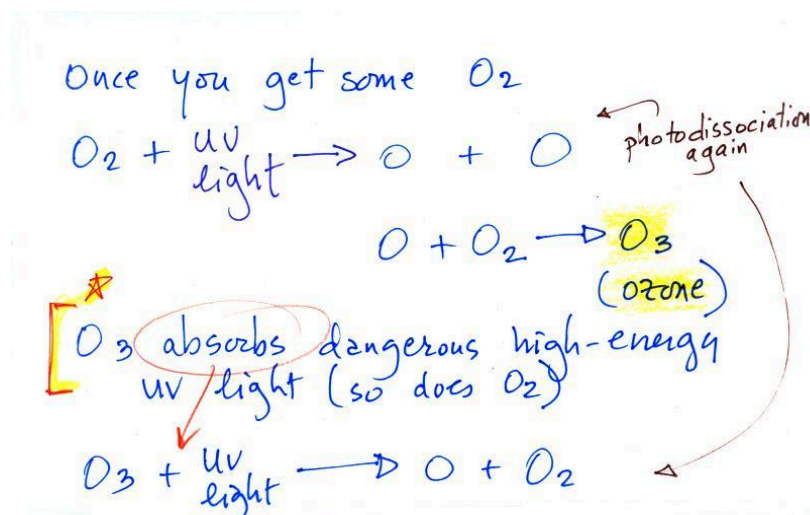 Once you get some O2
O2 + uv light → O + O
photodissociation again
O + O2 → O3
(ozone)
O3 absorbs dangerous high-energy
uv light (so does O2)
O3 + uv light → O + O2